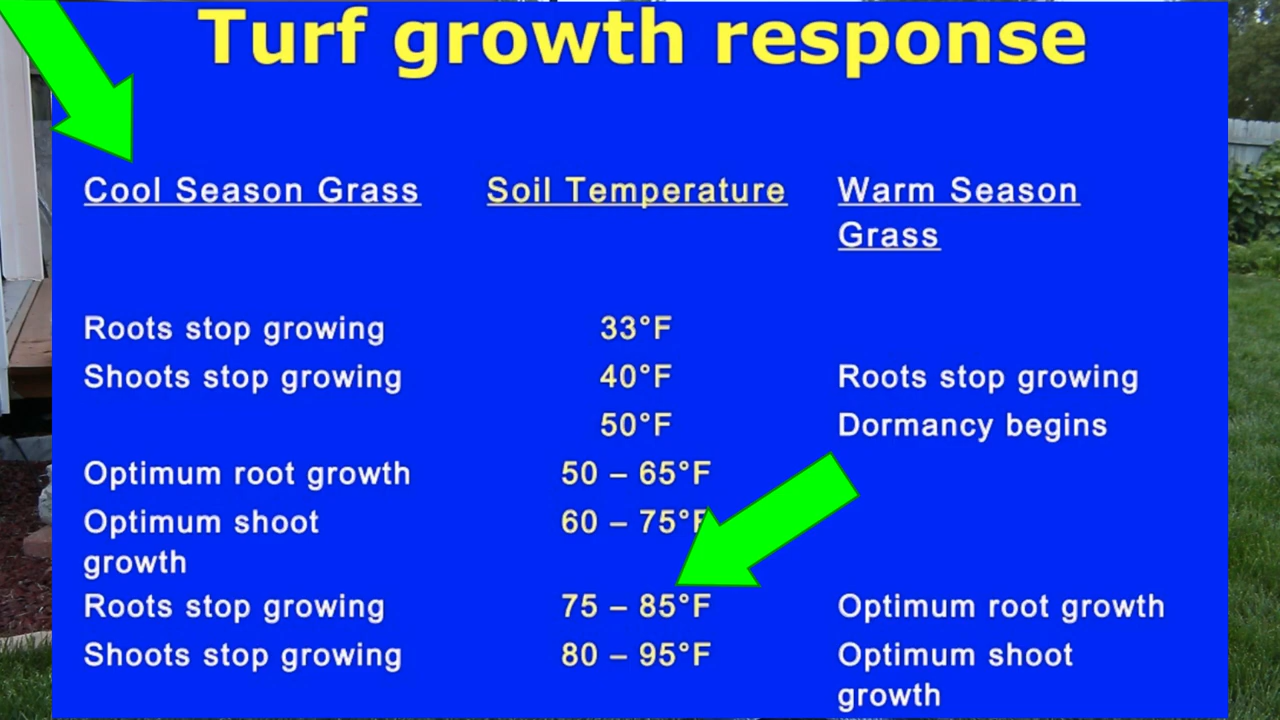 Turf growth response
Cool Season Grass Soil Temperature Warm Season
Grass
Roots stop growing 33°F
Shoots stop growing 40°F Roots stop growing
50°F Dormancy begins
Optimum root growth 50 – 65°F
Optimum shoot 60 – 75°F
growth
Roots stop growing 75 – 85°F Optimum root growth
Shoots stop growing 80 – 95°F Optimum shoot
growth